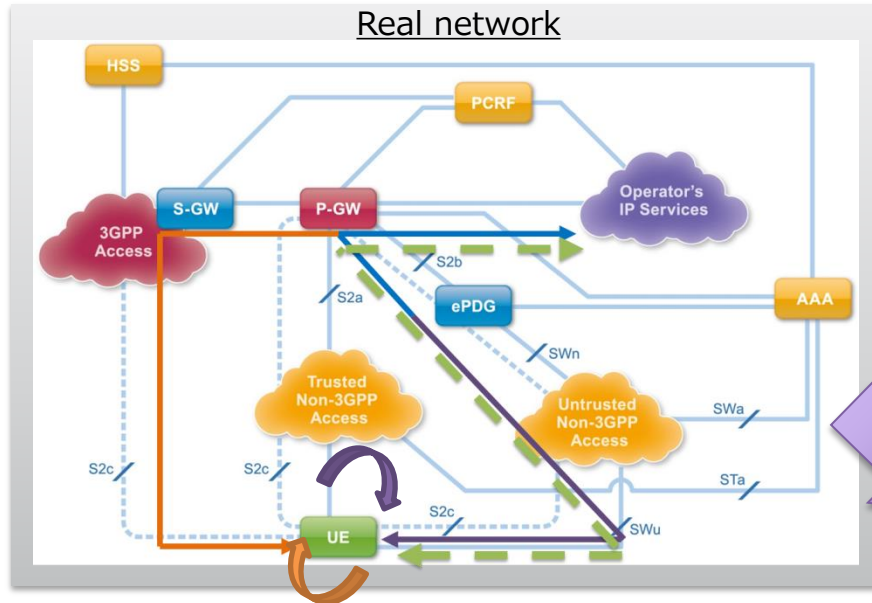 Real network
HSS
PCRF
Operator's
IP Services
S-GW
P-GW
3GPP
Access
S2b
S2a
ePDG
AAA
SWn
Trusted
Non-3GPP
Access
Untrusted
Non-3GPP
Access
SWa
S2c
S2c
STa
S2c
SWu
UE